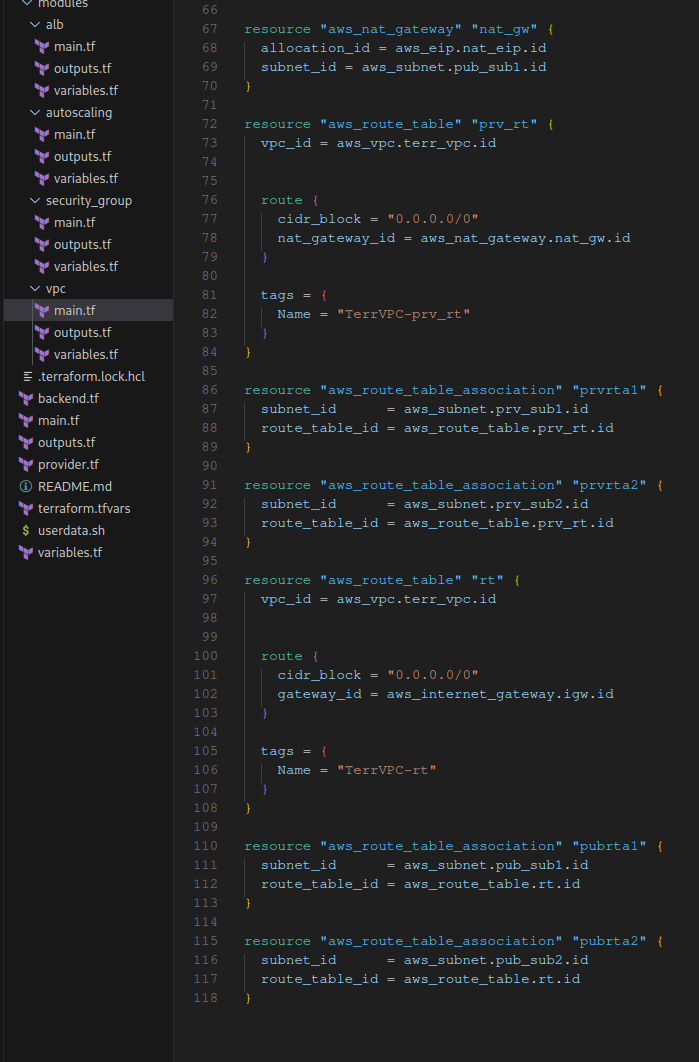 modules
alb
main.tf
outputs.tf
variables.tf
autoscaling
main.tf
outputs.tf
variables.tf
security_group
main.tf
outputs.tf
variables.tf
vpc
main.tf
outputs.tf
variables.tf
.terraform.lock.hcl
backend.tf
main.tf
outputs.tf
provider.tf
README.md
terraform.tfvars
$ userdata.sh
variables.tf
66
67 resource "aws_nat_gateway" "nat_gw" {
68   allocation_id = aws_eip.nat_eip.id
69   subnet_id = aws_subnet.pub_sub1.id
70 }
71
72 resource "aws_route_table" "prv_rt" {
73   vpc_id = aws_vpc.terr_vpc.id
74
75
76   route {
77     cidr_block = "0.0.0.0/0"
78     nat_gateway_id = aws_nat_gateway.nat_gw.id
79   }
80
81   tags = {
82     Name = "TerrVPC-prv_rt"
83   }
84 }
85
86 resource "aws_route_table_association" "prvrta1" {
87   subnet_id      = aws_subnet.prv_sub1.id
88   route_table_id = aws_route_table.prv_rt.id
89 }
90
91 resource "aws_route_table_association" "prvrta2" {
92   subnet_id      = aws_subnet.prv_sub2.id
93   route_table_id = aws_route_table.prv_rt.id
94 }
95
96 resource "aws_route_table" "rt" {
97   vpc_id = aws_vpc.terr_vpc.id
98
99
100   route {
101     cidr_block = "0.0.0.0/0"
102     gateway_id = aws_internet_gateway.igw.id
103   }
104
105   tags = {
106     Name = "TerrVPC-rt"
107   }
108 }
109
110 resource "aws_route_table_association" "pubrta1" {
111   subnet_id      = aws_subnet.pub_sub1.id
112   route_table_id = aws_route_table.rt.id
113 }
114
115 resource "aws_route_table_association" "pubrta2" {
116   subnet_id      = aws_subnet.pub_sub2.id
117   route_table_id = aws_route_table.rt.id
118 }